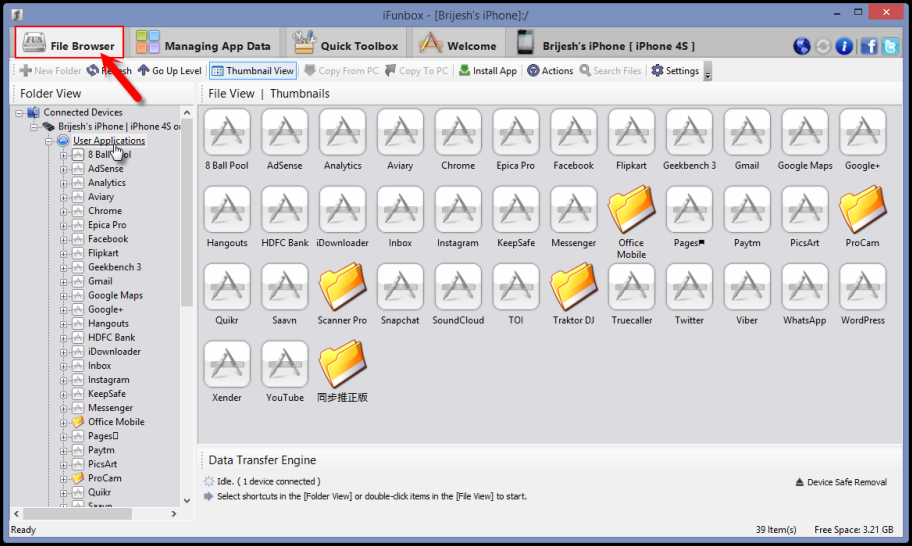 iFunbox - [Brijesh's iPhone]:/
FUN File Browser Managing App Data Quick Toolbox Welcome Brijesh's iPhone [ iPhone 4S ]
New Folder Refresh Go Up Level Thumbnail View Copy From PC Copy To PC Install App Actions Search Files Settings
Folder View
File View | Thumbnails
Connected Devices
Brijesh's iPhone | iPhone 4S
User Applications
8 Ball Pool
AdSense
Analytics
Aviary
Chrome
Epica Pro
Facebook
Flipkart
Geekbench 3
Gmail
Google Maps
Google+
Hangouts
HDFC Bank
iDownloader
Inbox
Instagram
KeepSafe
Messenger
Office Mobile
Pages
Paytm
PicsArt
ProCam
Quikr
Saavn
8 Ball Pool AdSense Analytics Aviary Chrome Epica Pro Facebook Flipkart Geekbench 3 Gmail Google Maps Google+
Hangouts HDFC Bank iDownloader Inbox Instagram KeepSafe Messenger Office Mobile Pages Paytm PicsArt ProCam
Quikr Saavn Scanner Pro Snapchat SoundCloud TOI Traktor DJ Truecaller Twitter Viber WhatsApp WordPress
Xender YouTube 同步推正版
Data Transfer Engine
Idle. ( 1 device connected )
Device Safe Removal
Select shortcuts in the [Folder View] or double-click items in the [File View] to start.
Ready
39 Item(s) Free Space: 3.21 GB